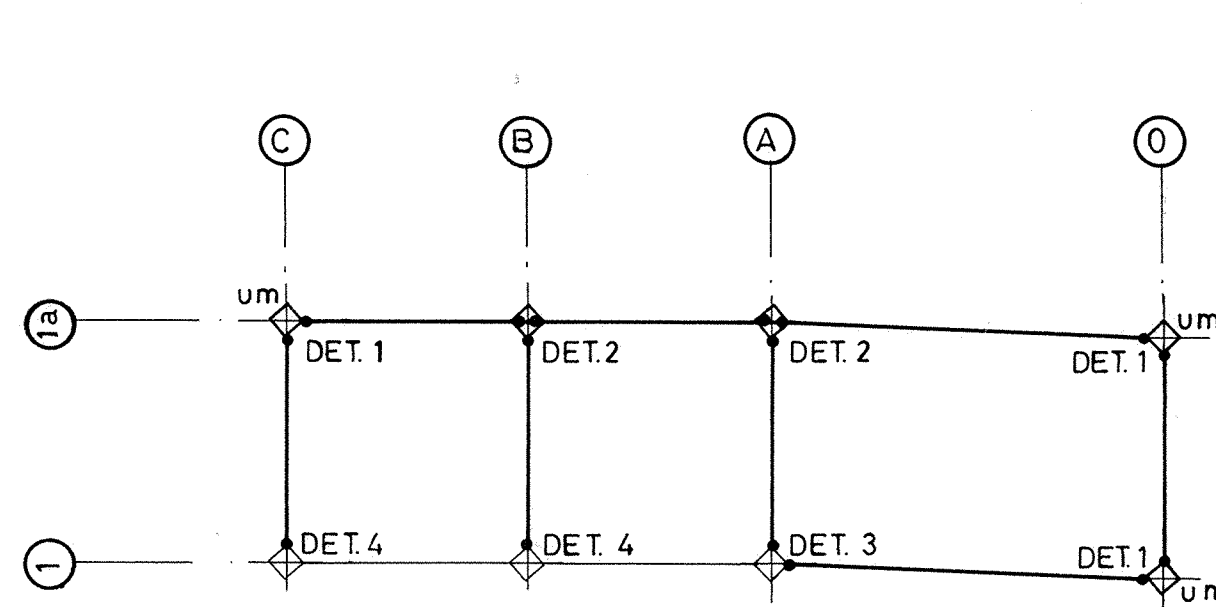 C B A 0
um
1a
um
DET. 1 DET. 2 DET. 2 DET. 1
DET. 4 DET. 4 DET. 3 DET. 1
1